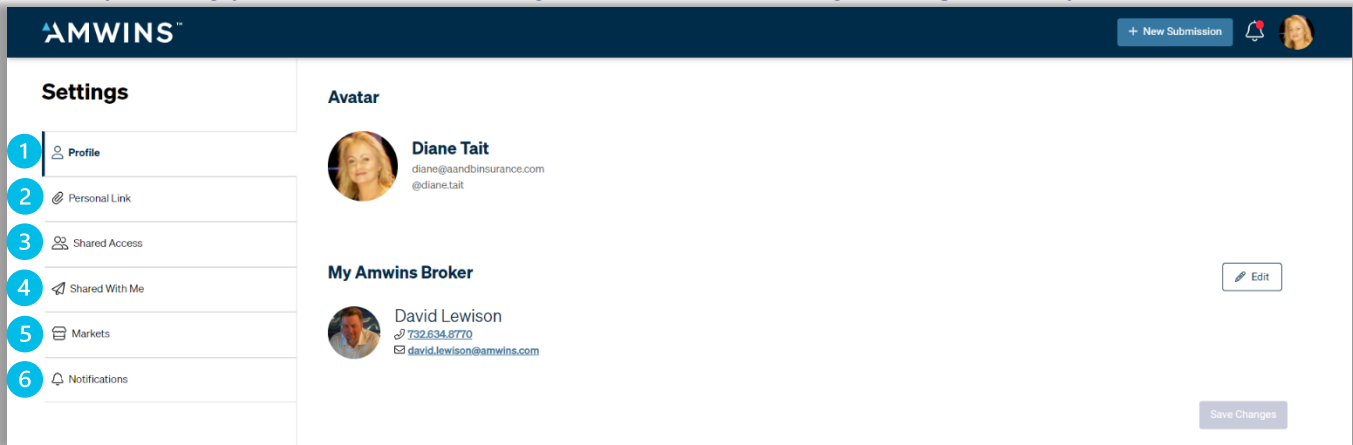 AMWINS™
+ New Submission
Settings
Avatar
1 Profile
Diane Tait
diane@aandbinsurance.com
@diane.tait
2 Personal Link
3 Shared Access
My Amwins Broker
Edit
4 Shared With Me
David Lewison
732.634.8770
david.lewison@amwins.com
5 Markets
6 Notifications
Save Changes